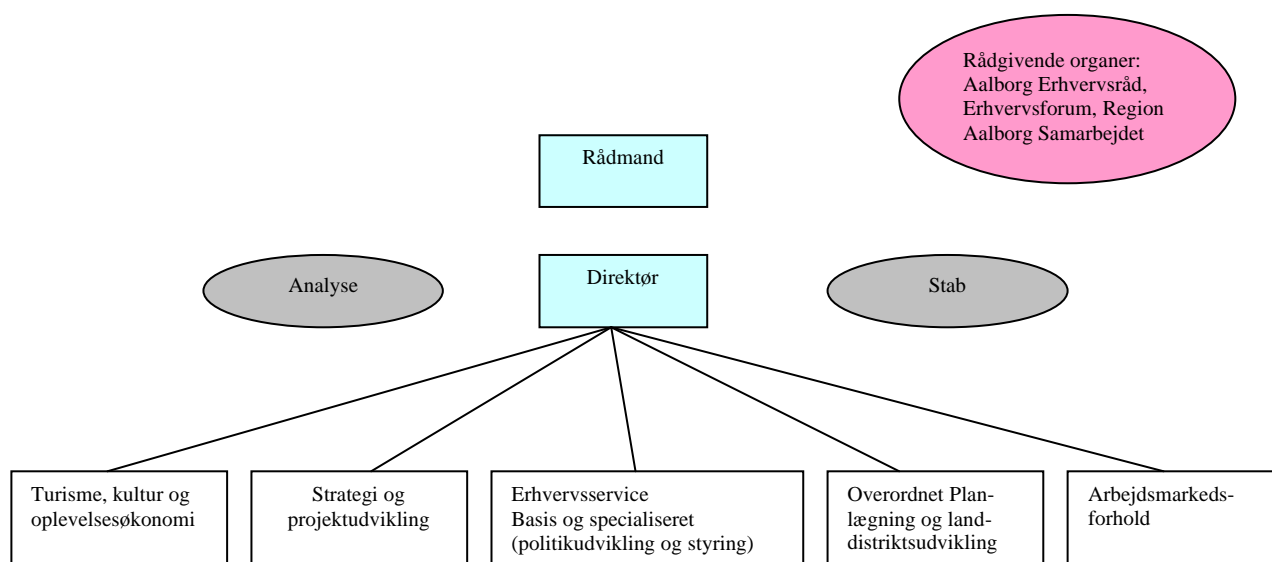 Rådgivende organer:
Aalborg Erhvervsråd,
Erhvervsforum, Region
Aalborg Samarbejdet
Rådmand
Analyse
Direktør
Stab
Turisme, kultur og
oplevelsesøkonomi
Strategi og
projektudvikling
Erhvervsservice
Basis og specialiseret
(politikudvikling og styring)
Overordnet Plan-
lægning og land-
distriktsudvikling
Arbejdsmarkeds-
forhold